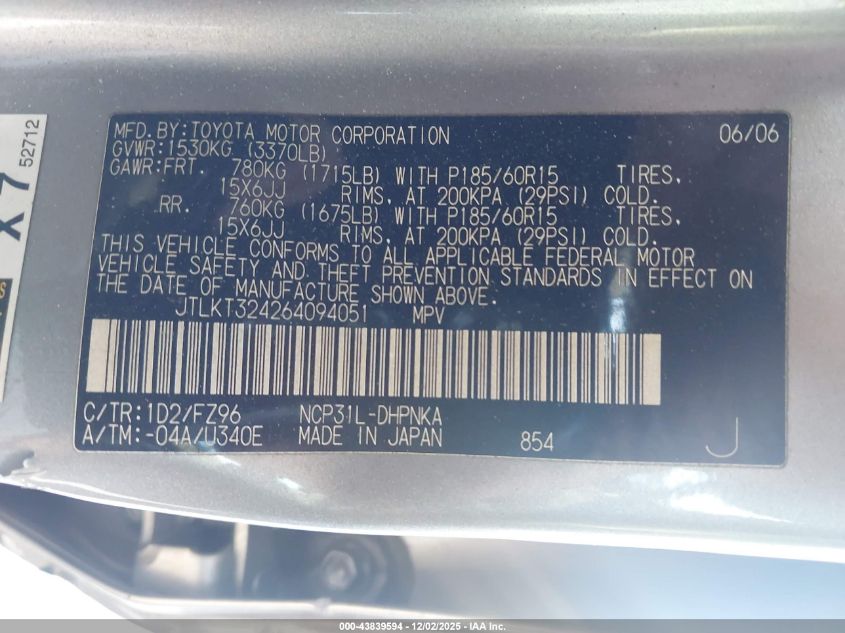 MFD.BY:TOYOTA MOTOR CORPORATION 06/06
GVWR:1530KG (3370LB)
GAWR:FRT. 780KG (1715LB) WITH P185/60R15 TIRES,
15X6JJ RIMS, AT 200KPA (29PSI) COLD.
RR. 760KG (1675LB) WITH P185/60R15 TIRES,
15X6JJ RIMS, AT 200KPA (29PSI) COLD.
THIS VEHICLE CONFORMS TO ALL APPLICABLE FEDERAL MOTOR
VEHICLE SAFETY AND THEFT PREVENTION STANDARDS IN EFFECT ON
THE DATE OF MANUFACTURE SHOWN ABOVE.
JTLKT324264094051 MPV
C/TR:1D2/FZ96 NCP31L-DHPNKA
A/TM:-04A/U340E MADE IN JAPAN 854 J
X7
52712
000-43839594 - 12/02/2025 - IAA Inc.